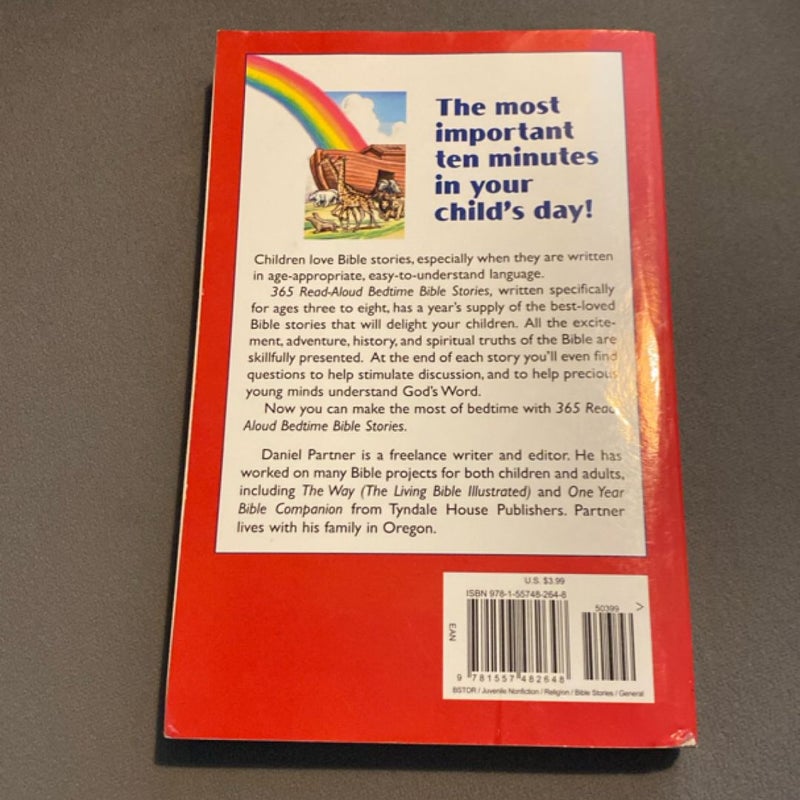 The most
important
ten minutes
in your
child's day!
Children love Bible stories, especially when they are written
in age-appropriate, easy-to-understand language.
365 Read-Aloud Bedtime Bible Stories, written specifically
for ages three to eight, has a year's supply of the best-loved
Bible stories that will delight your children. All the excite-
ment, adventure, history, and spiritual truths of the Bible are
skillfully presented. At the end of each story you'll even find
questions to help stimulate discussion, and to help precious
young minds understand God's Word.
Now you can make the most of bedtime with 365 Read-
Aloud Bedtime Bible Stories.
Daniel Partner is a freelance writer and editor. He has
worked on many Bible projects for both children and adults,
including The Way (The Living Bible Illustrated) and One Year
Bible Companion from Tyndale House Publishers. Partner
lives with his family in Oregon.
U.S. $3.99
ISBN 978-1-55748-264-8
50399 >
EAN
9 781557 482648
BSTDR / Juvenile Nonfiction / Religion / Bible Stories / General